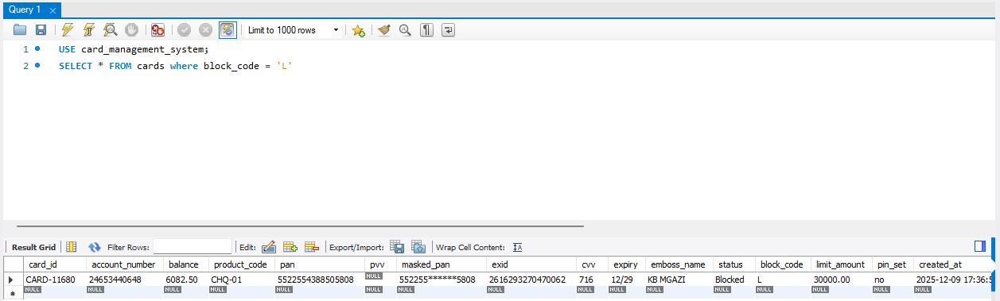 Query 1
Limit to 1000 rows
1 USE card_management_system;
2 SELECT * FROM cards where block_code = 'L'
Result Grid Filter Rows: Edit: Export/Import: Wrap Cell Content:
card_id account_number balance product_code pan pvv masked_pan exid cvv expiry emboss_name status block_code limit_amount pin_set created_at
CARD-11680 24653440648 6082.50 CHQ-01 5522554388505808 NULL 552255******5808 2616293270470062 716 12/29 KB MGAZI Blocked L 30000.00 no 2025-12-09 17:36:5
NULL NULL NULL NULL NULL NULL NULL NULL NULL NULL NULL NULL NULL NULL NULL NULL